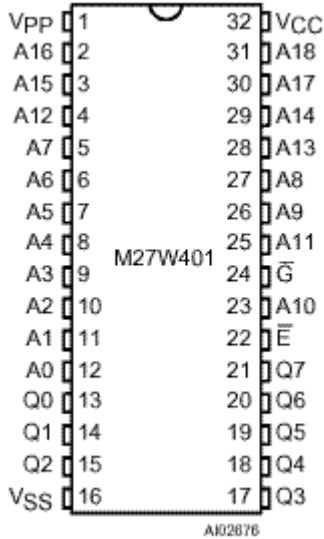 VPP 1 32 VCC
A16 2 31 A18
A15 3 30 A17
A12 4 29 A14
A7 5 28 A13
A6 6 27 A8
A5 7 26 A9
A4 8 25 A11
M27W401
A3 9 24 G̅
A2 10 23 A10
A1 11 22 E̅
A0 12 21 Q7
Q0 13 20 Q6
Q1 14 19 Q5
Q2 15 18 Q4
VSS 16 17 Q3
AI02676